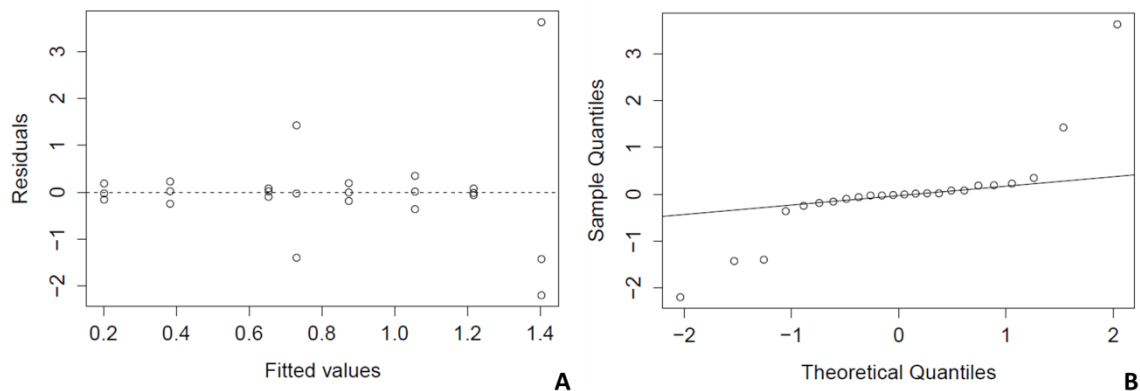 Residuals
3
2
1
0
−1
−2
0.2 0.4 0.6 0.8 1.0 1.2 1.4
Fitted values
A
Sample Quantiles
3
2
1
0
−1
−2
−2 −1 0 1 2
Theoretical Quantiles
B